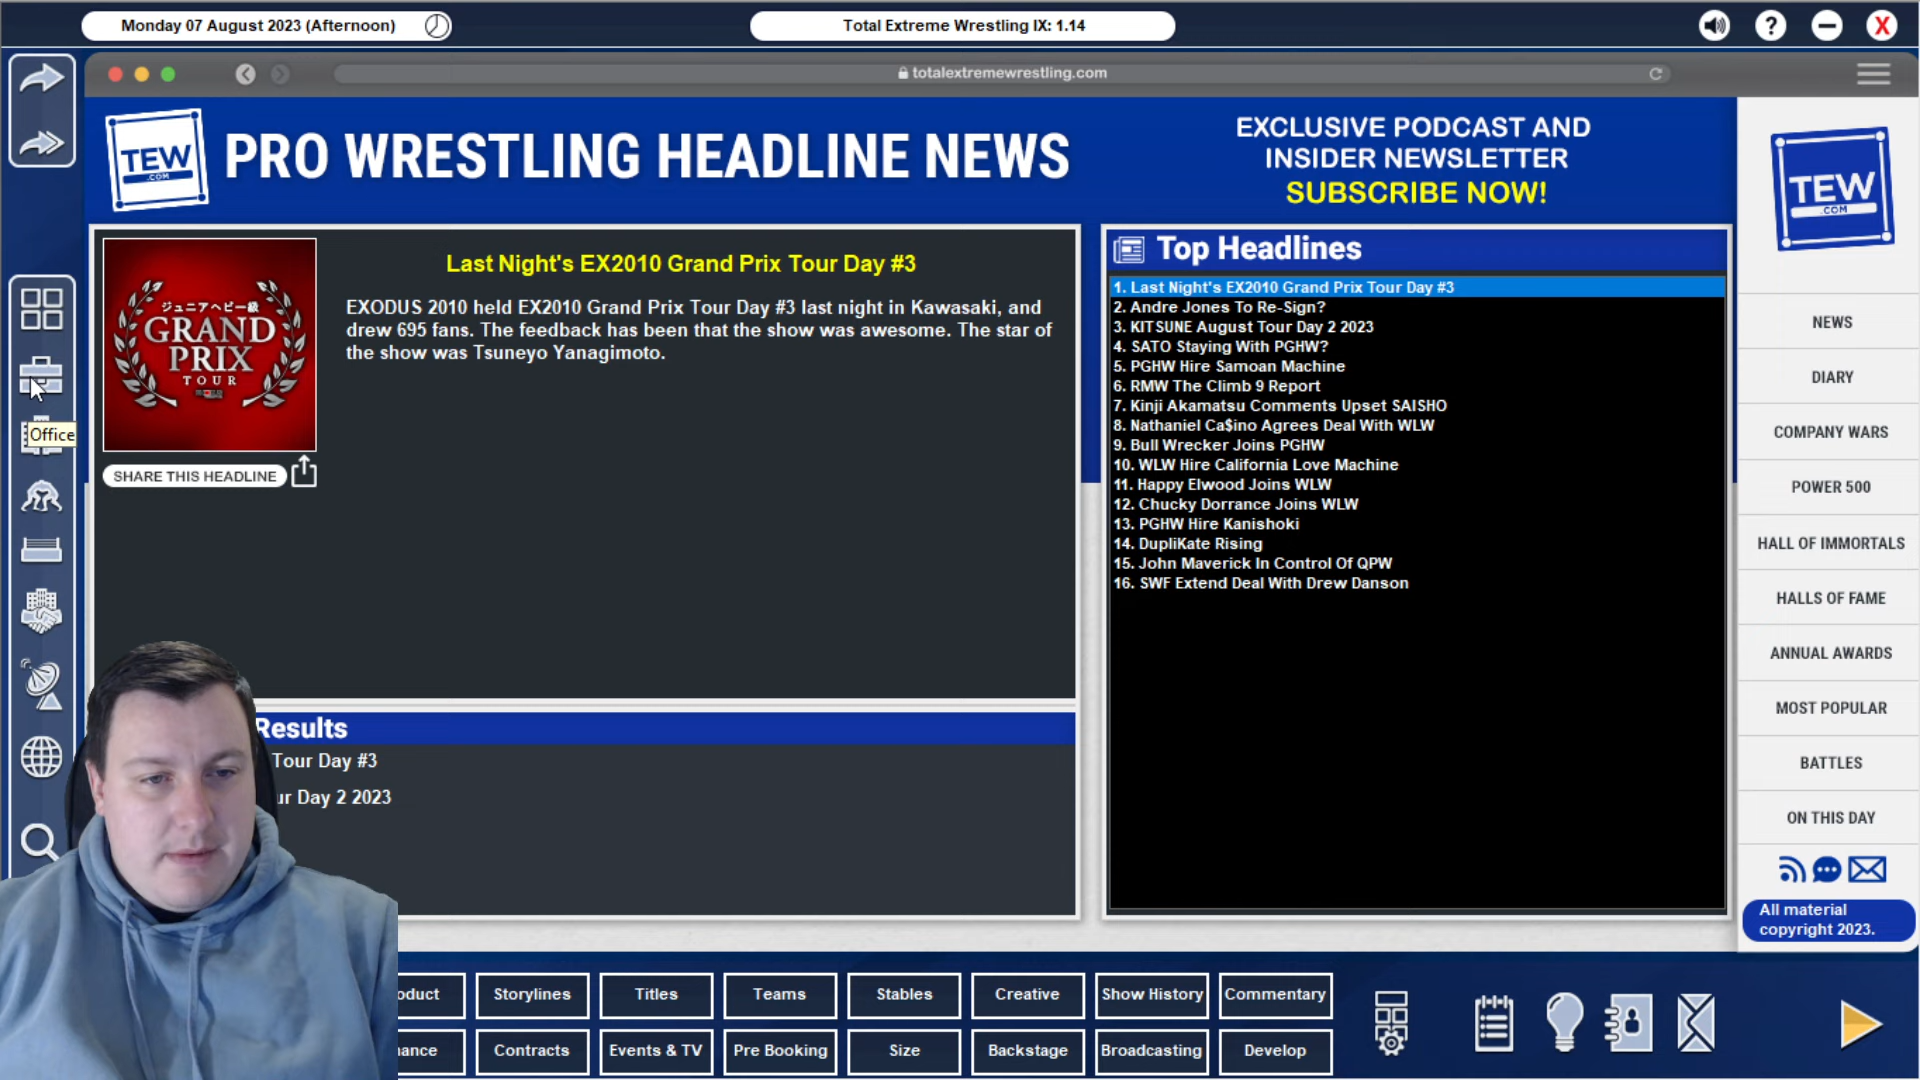 Monday 07 August 2023 (Afternoon)
Total Extreme Wrestling IX: 1.14
?
X
totalextremewrestling.com
TEW
.COM
PRO WRESTLING HEADLINE NEWS
EXCLUSIVE PODCAST AND
INSIDER NEWSLETTER
SUBSCRIBE NOW!
TEW
.COM
ジュニアヘビー級
GRAND
PRIX
TOUR
Last Night's EX2010 Grand Prix Tour Day #3
EXODUS 2010 held EX2010 Grand Prix Tour Day #3 last night in Kawasaki, and
drew 695 fans. The feedback has been that the show was awesome. The star of
the show was Tsuneyo Yanagimoto.
SHARE THIS HEADLINE
Office
Results
Tour Day #3
ur Day 2 2023
Top Headlines
1. Last Night's EX2010 Grand Prix Tour Day #3
2. Andre Jones To Re-Sign?
3. KITSUNE August Tour Day 2 2023
4. SATO Staying With PGHW?
5. PGHW Hire Samoan Machine
6. RMW The Climb 9 Report
7. Kinji Akamatsu Comments Upset SAISHO
8. Nathaniel Ca$ino Agrees Deal With WLW
9. Bull Wrecker Joins PGHW
10. WLW Hire California Love Machine
11. Happy Elwood Joins WLW
12. Chucky Dorrance Joins WLW
13. PGHW Hire Kanishoki
14. DupliKate Rising
15. John Maverick In Control Of QPW
16. SWF Extend Deal With Drew Danson
NEWS
DIARY
COMPANY WARS
POWER 500
HALL OF IMMORTALS
HALLS OF FAME
ANNUAL AWARDS
MOST POPULAR
BATTLES
ON THIS DAY
All material
copyright 2023.
oduct
Storylines
Titles
Teams
Stables
Creative
Show History
Commentary
nance
Contracts
Events & TV
Pre Booking
Size
Backstage
Broadcasting
Develop